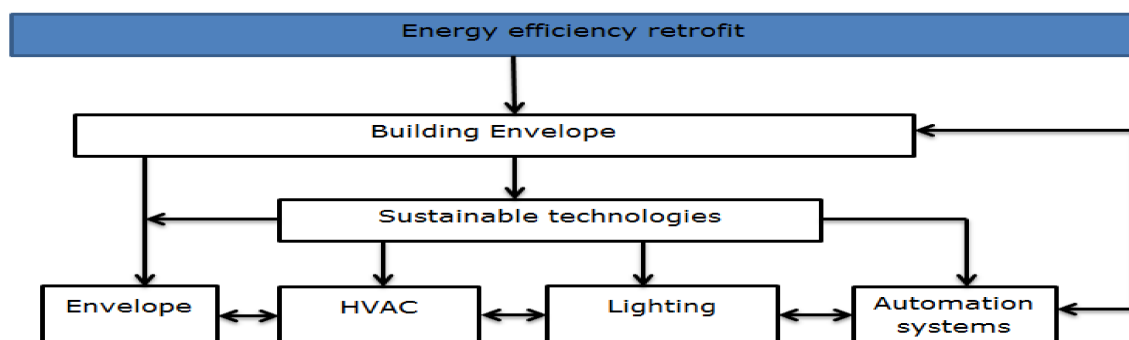 Energy efficiency retrofit
Building Envelope
Sustainable technologies
Envelope
HVAC
Lighting
Automation
systems